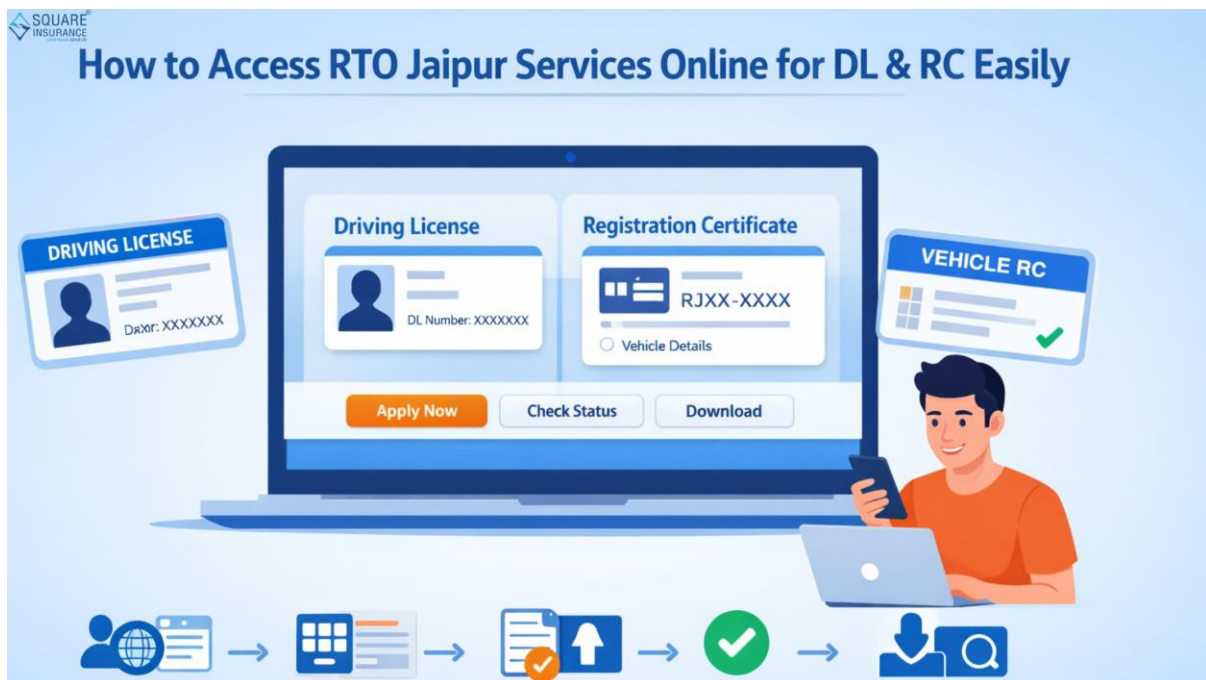 SQUARE
INSURANCE
How to Access RTO Jaipur Services Online for DL & RC Easily
DRIVING LICENSE
XXXXXXX
Driving License
DL Number: XXXXXXX
Registration Certificate
RJXX-XXXX
Vehicle Details
VEHICLE RC
Apply Now
Check Status
Download